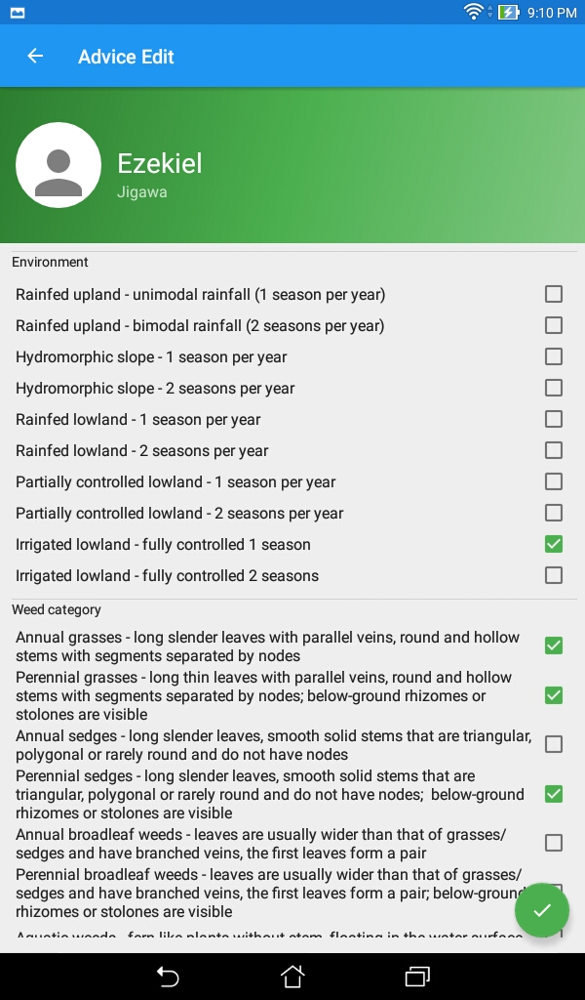 9:10 PM
Advice Edit
Ezekiel
Jigawa
Environment
Rainfed upland - unimodal rainfall (1 season per year)
Rainfed upland - bimodal rainfall (2 seasons per year)
Hydromorphic slope - 1 season per year
Hydromorphic slope - 2 seasons per year
Rainfed lowland - 1 season per year
Rainfed lowland - 2 seasons per year
Partially controlled lowland - 1 season per year
Partially controlled lowland - 2 seasons per year
Irrigated lowland - fully controlled 1 season
Irrigated lowland - fully controlled 2 seasons
Weed category
Annual grasses - long slender leaves with parallel veins, round and hollow
stems with segments separated by nodes
Perennial grasses - long thin leaves with parallel veins, round and hollow
stems with segments separated by nodes; below-ground rhizomes or
stolones are visible
Annual sedges - long slender leaves, smooth solid stems that are triangular,
polygonal or rarely round and do not have nodes
Perennial sedges - long slender leaves, smooth solid stems that are
triangular, polygonal or rarely round and do not have nodes;  below-ground
rhizomes or stolones are visible
Annual broadleaf weeds - leaves are usually wider than that of grasses/
sedges and have branched veins, the first leaves form a pair
Perennial broadleaf weeds - leaves are usually wider than that of grasses/
sedges and have branched veins, the first leaves form a pair; below-ground
rhizomes or stolones are visible
Aquatic weeds - fern like plants without stem, floating in the water surface